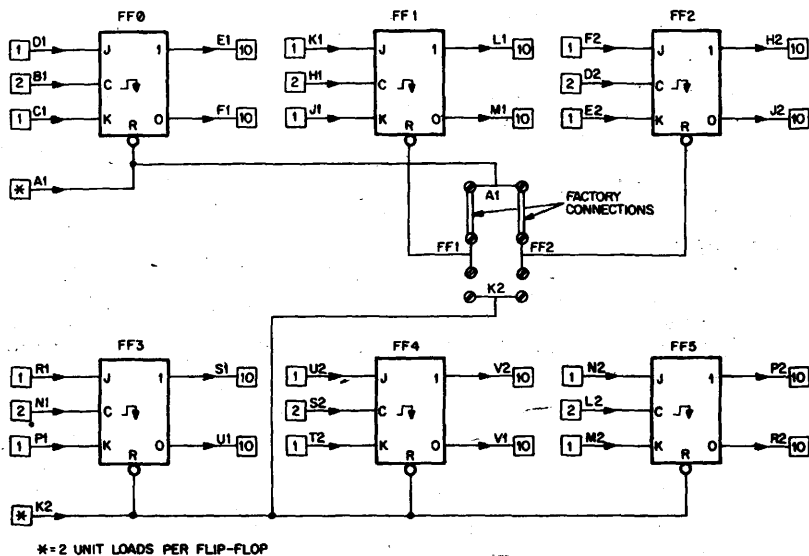 FF0 FF1 FF2
1 D1 J 1 E1 10 1 K1 J 1 L1 10 1 F2 J 1 H2 10
2 B1 C 2 H1 C 2 D2 C
1 C1 K 0 F1 10 1 J1 K 0 M1 10 1 E2 K 0 J2 10
R R R
* A1
A1 FACTORY
CONNECTIONS
FF1 FF2
K2
FF3 FF4 FF5
1 R1 J 1 S1 10 1 U2 J 1 V2 10 1 N2 J 1 P2 10
2 N1 C 2 S2 C 2 L2 C
1 P1 K 0 U1 10 1 T2 K 0 V1 10 1 M2 K 0 R2 10
R R R
* K2
*=2 UNIT LOADS PER FLIP-FLOP